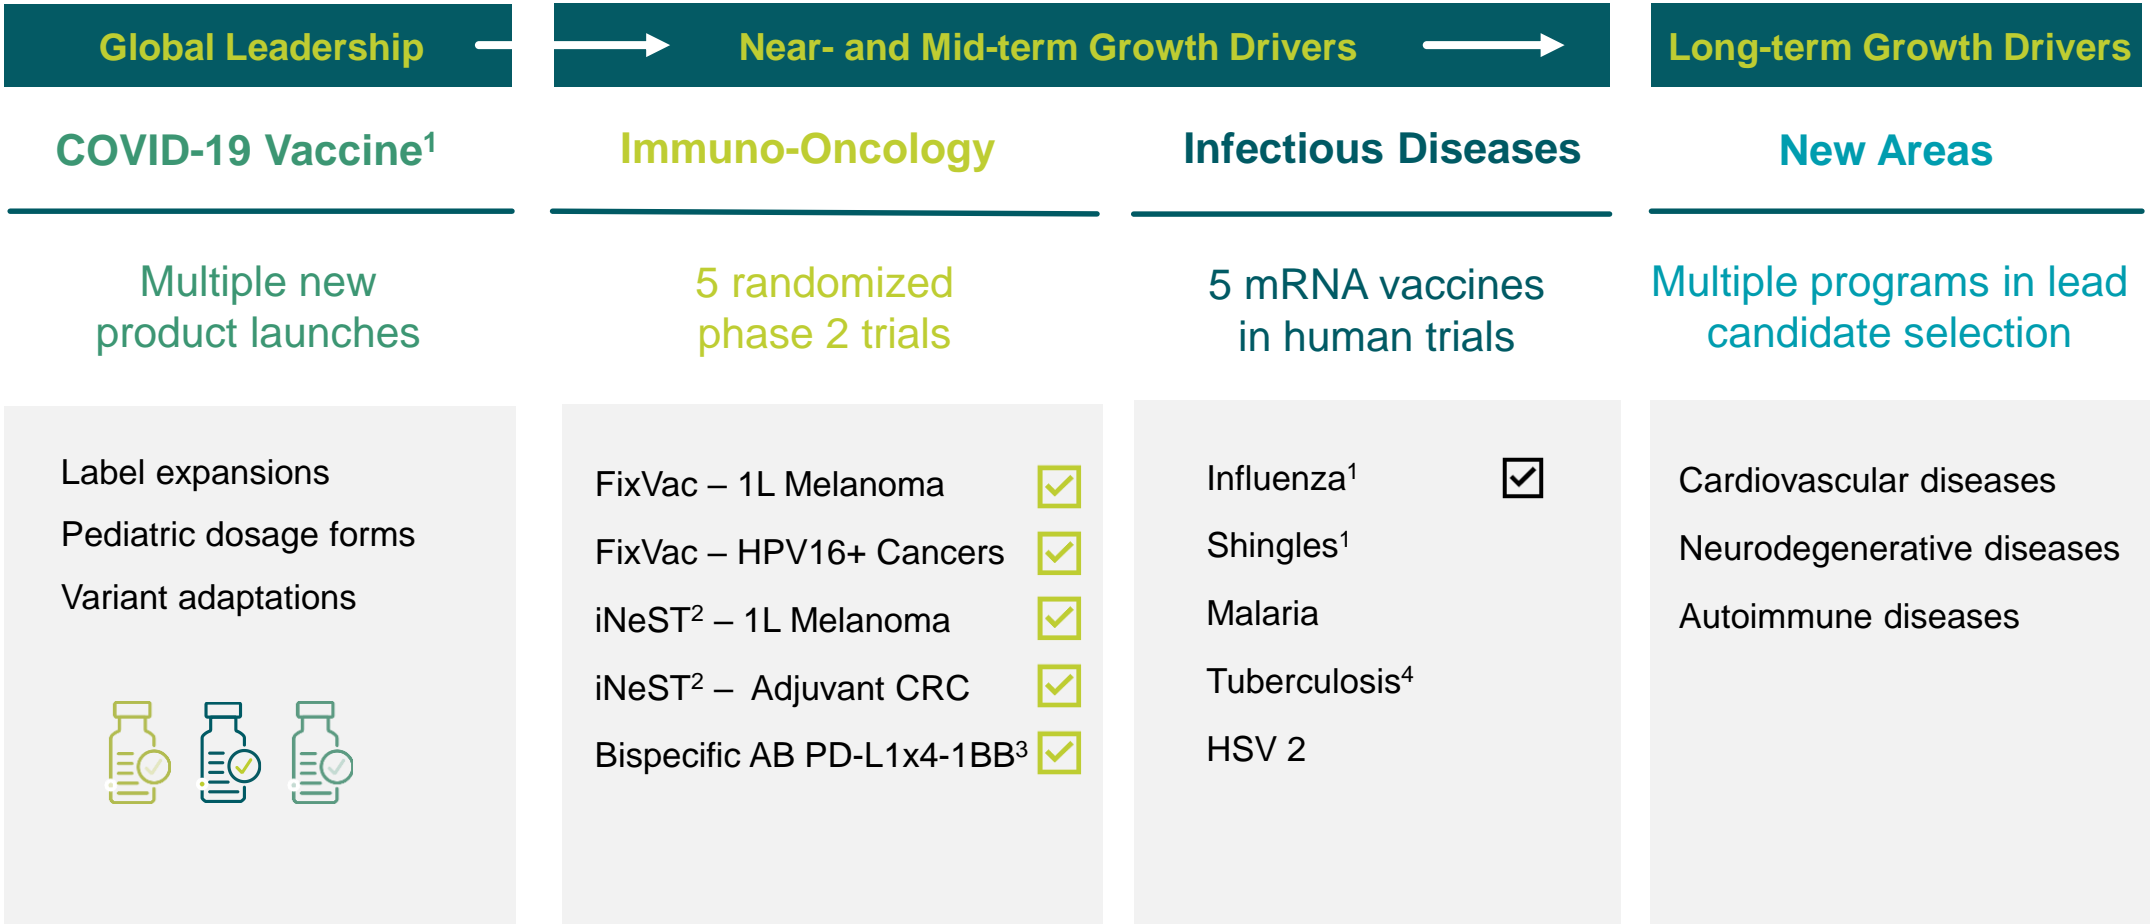 Global Leadership
Near- and Mid-term Growth Drivers
Long-term Growth Drivers
COVID-19 Vaccine¹
Multiple new
product launches
Label expansions
Pediatric dosage forms
Variant adaptations
Immuno-Oncology
5 randomized
phase 2 trials
FixVac – 1L Melanoma
FixVac – HPV16+ Cancers
iNeST² – 1L Melanoma
iNeST² – Adjuvant CRC
Bispecific AB PD-L1x4-1BB³
Infectious Diseases
5 mRNA vaccines
in human trials
Influenza¹
Shingles¹
Malaria
Tuberculosis⁴
HSV 2
New Areas
Multiple programs in lead
candidate selection
Cardiovascular diseases
Neurodegenerative diseases
Autoimmune diseases